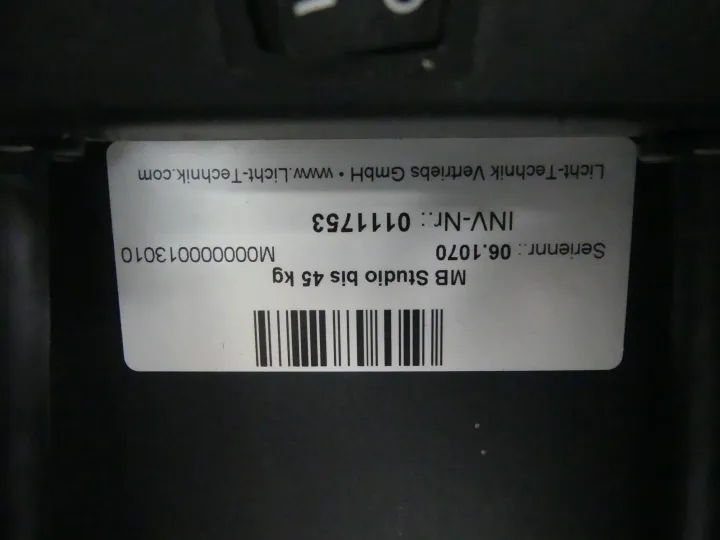 MB Studio bis 45 kg
Seriennr.: 06.1070 M000000013010
INV-Nr.: 0111753
Licht-Technik Vertriebs GmbH • www.Licht-Technik.com